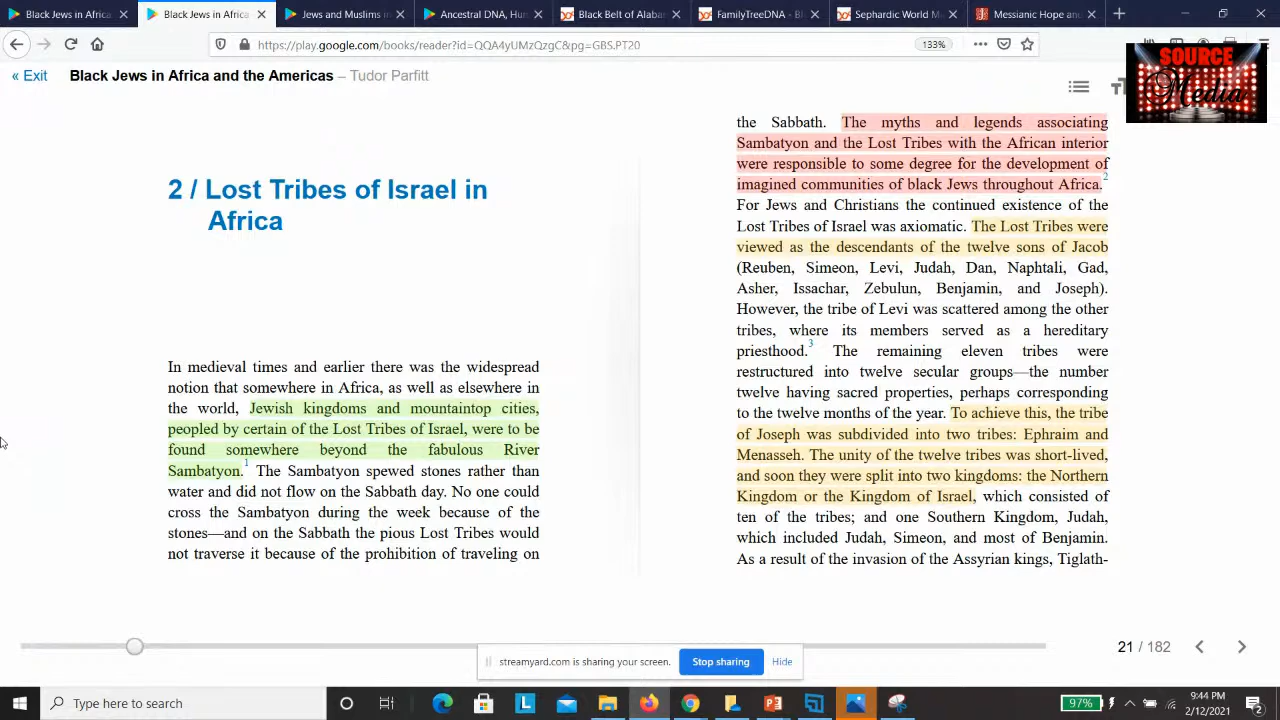 Black Jews in Africa
Black Jews in Africa
Jews and Muslims in
Ancestral DNA, Hu
Black Belt of Alaba
FamilyTreeDNA -
Sephardic World M
Messianic Hope an
https://play.google.com/books/reader?id=QQA4yUMzQzgC&pg=GBS.PT20
133%
« Exit
Black Jews in Africa and the Americas – Tudor Parfitt
SOURCE
Media
2 / Lost Tribes of Israel in
Africa
In medieval times and earlier there was the widespread
notion that somewhere in Africa, as well as elsewhere in
the world, Jewish kingdoms and mountaintop cities,
peopled by certain of the Lost Tribes of Israel, were to be
found somewhere beyond the fabulous River
Sambatyon.1 The Sambatyon spewed stones rather than
water and did not flow on the Sabbath day. No one could
cross the Sambatyon during the week because of the
stones—and on the Sabbath the pious Lost Tribes would
not traverse it because of the prohibition of traveling on
the Sabbath. The myths and legends associating
Sambatyon and the Lost Tribes with the African interior
were responsible to some degree for the development of
imagined communities of black Jews throughout Africa.2
For Jews and Christians the continued existence of the
Lost Tribes of Israel was axiomatic. The Lost Tribes were
viewed as the descendants of the twelve sons of Jacob
(Reuben, Simeon, Levi, Judah, Dan, Naphtali, Gad,
Asher, Issachar, Zebulun, Benjamin, and Joseph).
However, the tribe of Levi was scattered among the other
tribes, where its members served as a hereditary
priesthood.3 The remaining eleven tribes were
restructured into twelve secular groups—the number
twelve having sacred properties, perhaps corresponding
to the twelve months of the year. To achieve this, the tribe
of Joseph was subdivided into two tribes: Ephraim and
Menasseh. The unity of the twelve tribes was short-lived,
and soon they were split into two kingdoms: the Northern
Kingdom or the Kingdom of Israel, which consisted of
ten of the tribes; and one Southern Kingdom, Judah,
which included Judah, Simeon, and most of Benjamin.
As a result of the invasion of the Assyrian kings, Tiglath-
21 / 182
streamyard.com is sharing your screen.
Stop sharing
Hide
Type here to search
97%
9:44 PM
2/12/2021
2